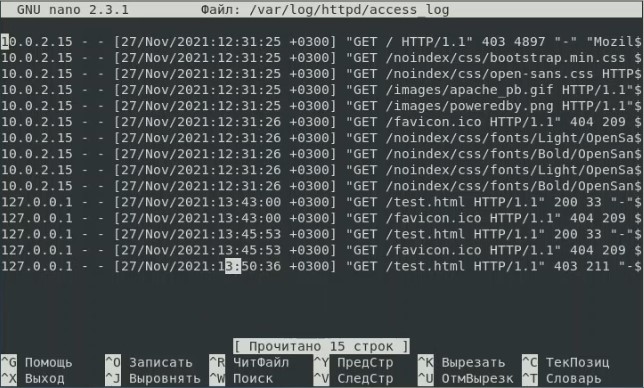 GNU nano 2.3.1 Файл: /var/log/httpd/access_log
10.0.2.15 - - [27/Nov/2021:12:31:25 +0300] "GET / HTTP/1.1" 403 4897 "-" "Mozil$
10.0.2.15 - - [27/Nov/2021:12:31:25 +0300] "GET /noindex/css/bootstrap.min.css $
10.0.2.15 - - [27/Nov/2021:12:31:25 +0300] "GET /noindex/css/open-sans.css HTTP$
10.0.2.15 - - [27/Nov/2021:12:31:25 +0300] "GET /images/apache_pb.gif HTTP/1.1"$
10.0.2.15 - - [27/Nov/2021:12:31:25 +0300] "GET /images/poweredby.png HTTP/1.1"$
10.0.2.15 - - [27/Nov/2021:12:31:26 +0300] "GET /favicon.ico HTTP/1.1" 404 209 $
10.0.2.15 - - [27/Nov/2021:12:31:26 +0300] "GET /noindex/css/fonts/Light/OpenSa$
10.0.2.15 - - [27/Nov/2021:12:31:26 +0300] "GET /noindex/css/fonts/Bold/OpenSan$
10.0.2.15 - - [27/Nov/2021:12:31:26 +0300] "GET /noindex/css/fonts/Light/OpenSa$
10.0.2.15 - - [27/Nov/2021:12:31:26 +0300] "GET /noindex/css/fonts/Bold/OpenSan$
127.0.0.1 - - [27/Nov/2021:13:43:00 +0300] "GET /test.html HTTP/1.1" 200 33 "-"$
127.0.0.1 - - [27/Nov/2021:13:43:00 +0300] "GET /favicon.ico HTTP/1.1" 404 209 $
127.0.0.1 - - [27/Nov/2021:13:45:53 +0300] "GET /test.html HTTP/1.1" 200 33 "-"$
127.0.0.1 - - [27/Nov/2021:13:45:53 +0300] "GET /favicon.ico HTTP/1.1" 404 209 $
127.0.0.1 - - [27/Nov/2021:13:50:36 +0300] "GET /test.html HTTP/1.1" 403 211 "-$
[ Прочитано 15 строк ]
^G Помощь ^O Записать ^R ЧитФайл ^Y ПредСтр ^K Вырезать ^C ТекПозиц
^X Выход ^J Выровнять ^W Поиск ^V СледСтр ^U ОтмВырезк ^T Словарь